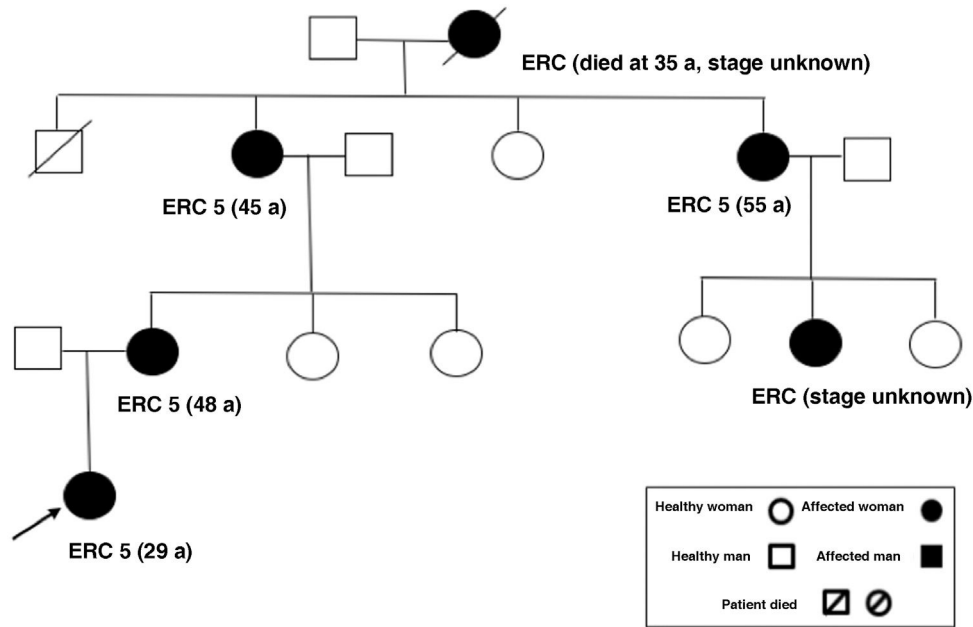 ERC (died at 35 a, stage unknown)
ERC 5 (45 a)
ERC 5 (55 a)
ERC 5 (48 a)
ERC (stage unknown)
ERC 5 (29 a)
Healthy woman Affected woman
Healthy man Affected man
Patient died